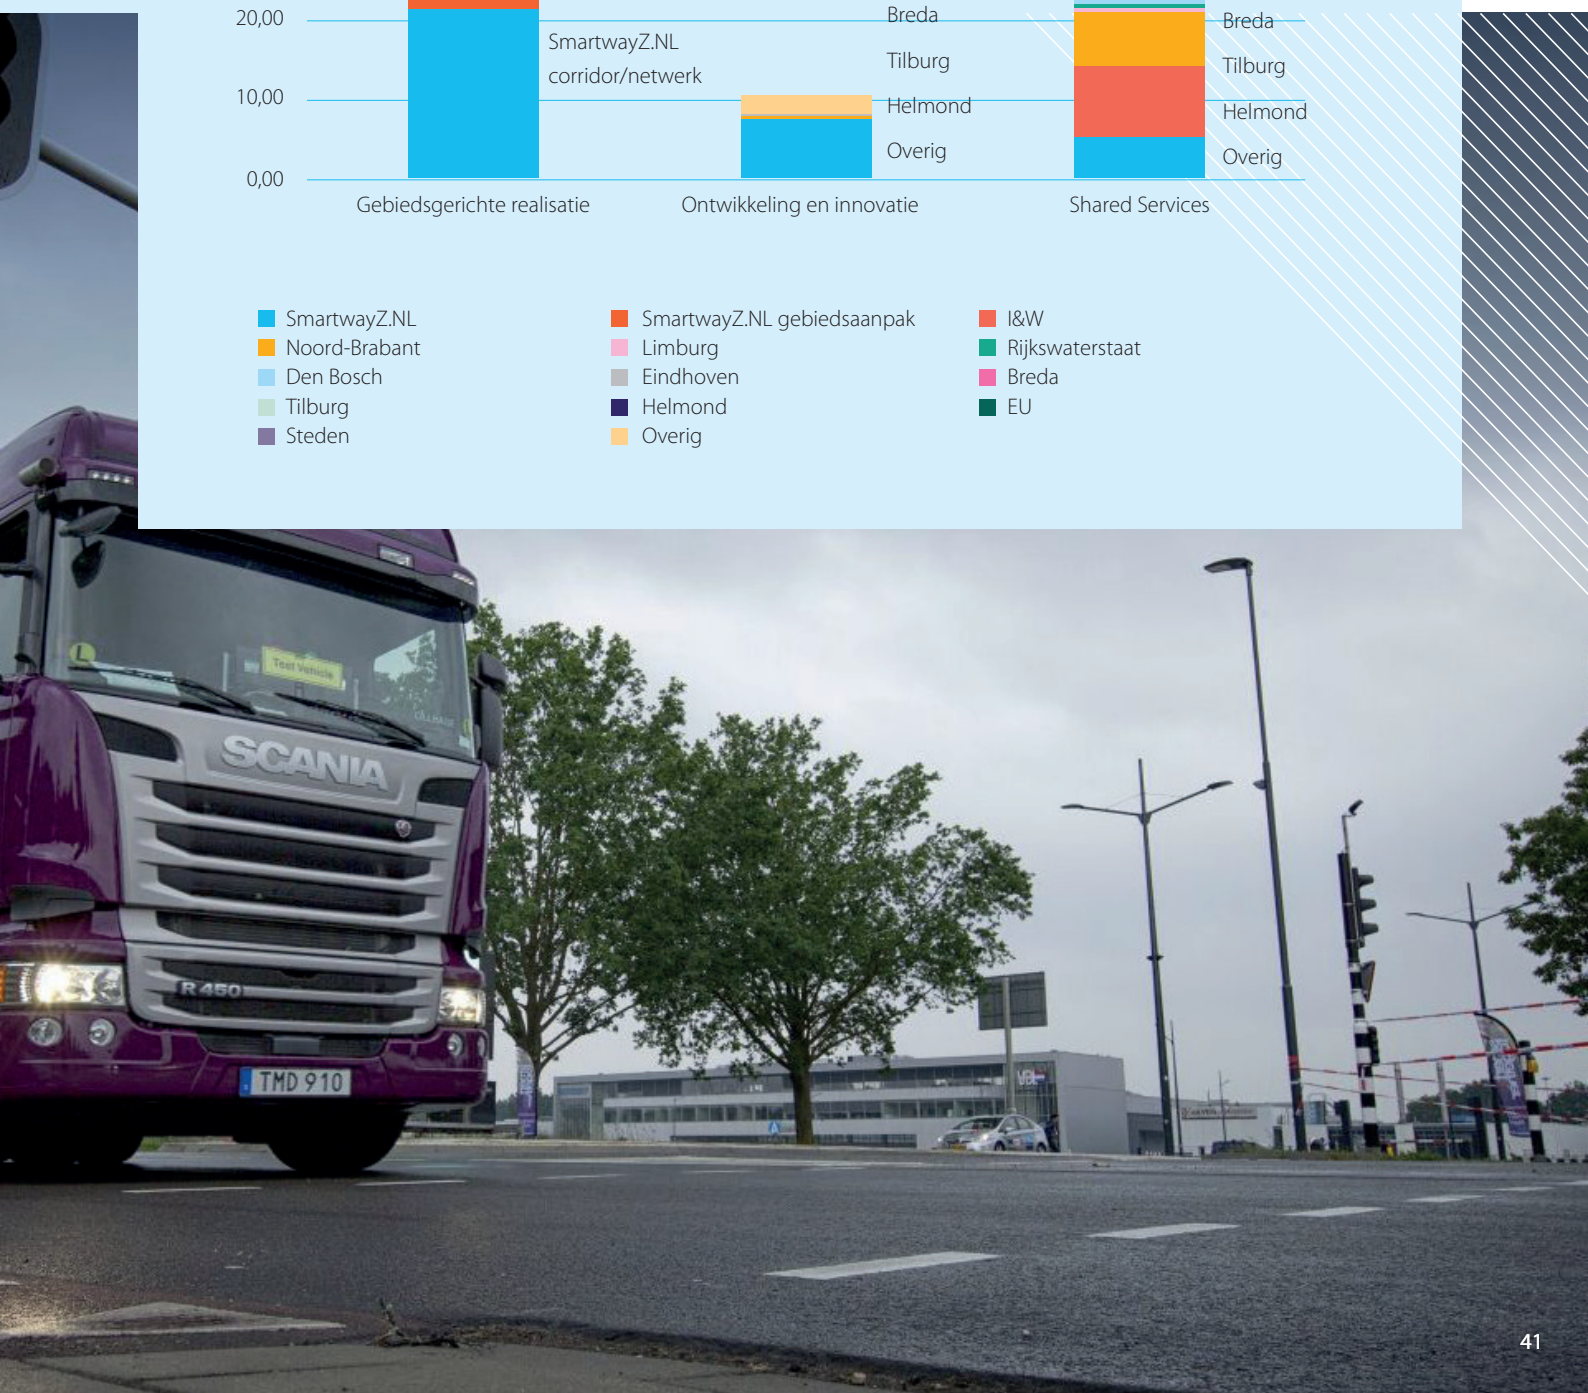 20,00
10,00
0,00
SmartwayZ.NL
corridor/netwerk
Breda
Tilburg
Helmond
Overig
Breda
Tilburg
Helmond
Overig
Gebiedsgerichte realisatie
Ontwikkeling en innovatie
Shared Services
SmartwayZ.NL
SmartwayZ.NL gebiedsaanpak
I&W
Noord-Brabant
Limburg
Rijkswaterstaat
Den Bosch
Eindhoven
Breda
Tilburg
Helmond
EU
Steden
Overig
L
Test Vehicle
SCANIA
R 450
TMD 910
41